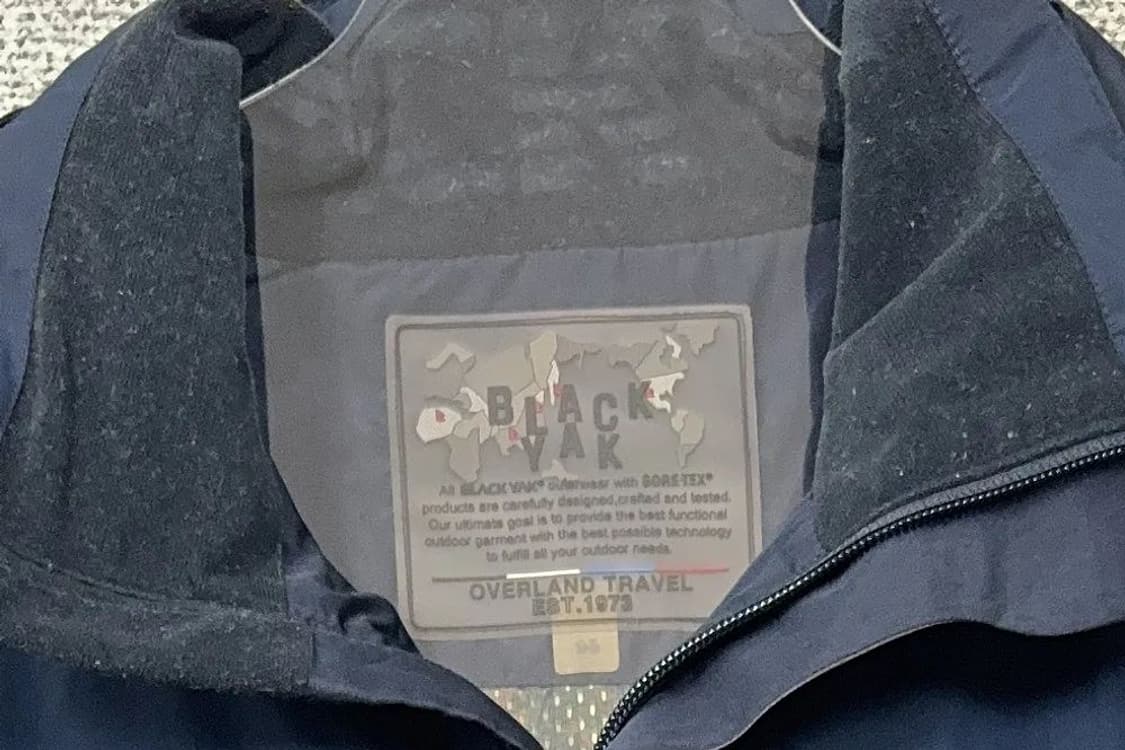 BLACK
YAK
All BLACK YAK® outerwear with GORE-TEX®
products are carefully designed,crafted and tested.
Our ultimate goal is to provide the best functional
outdoor garment with the best possible technology
to fulfill all your outdoor needs.
OVERLAND TRAVEL
EST.1973